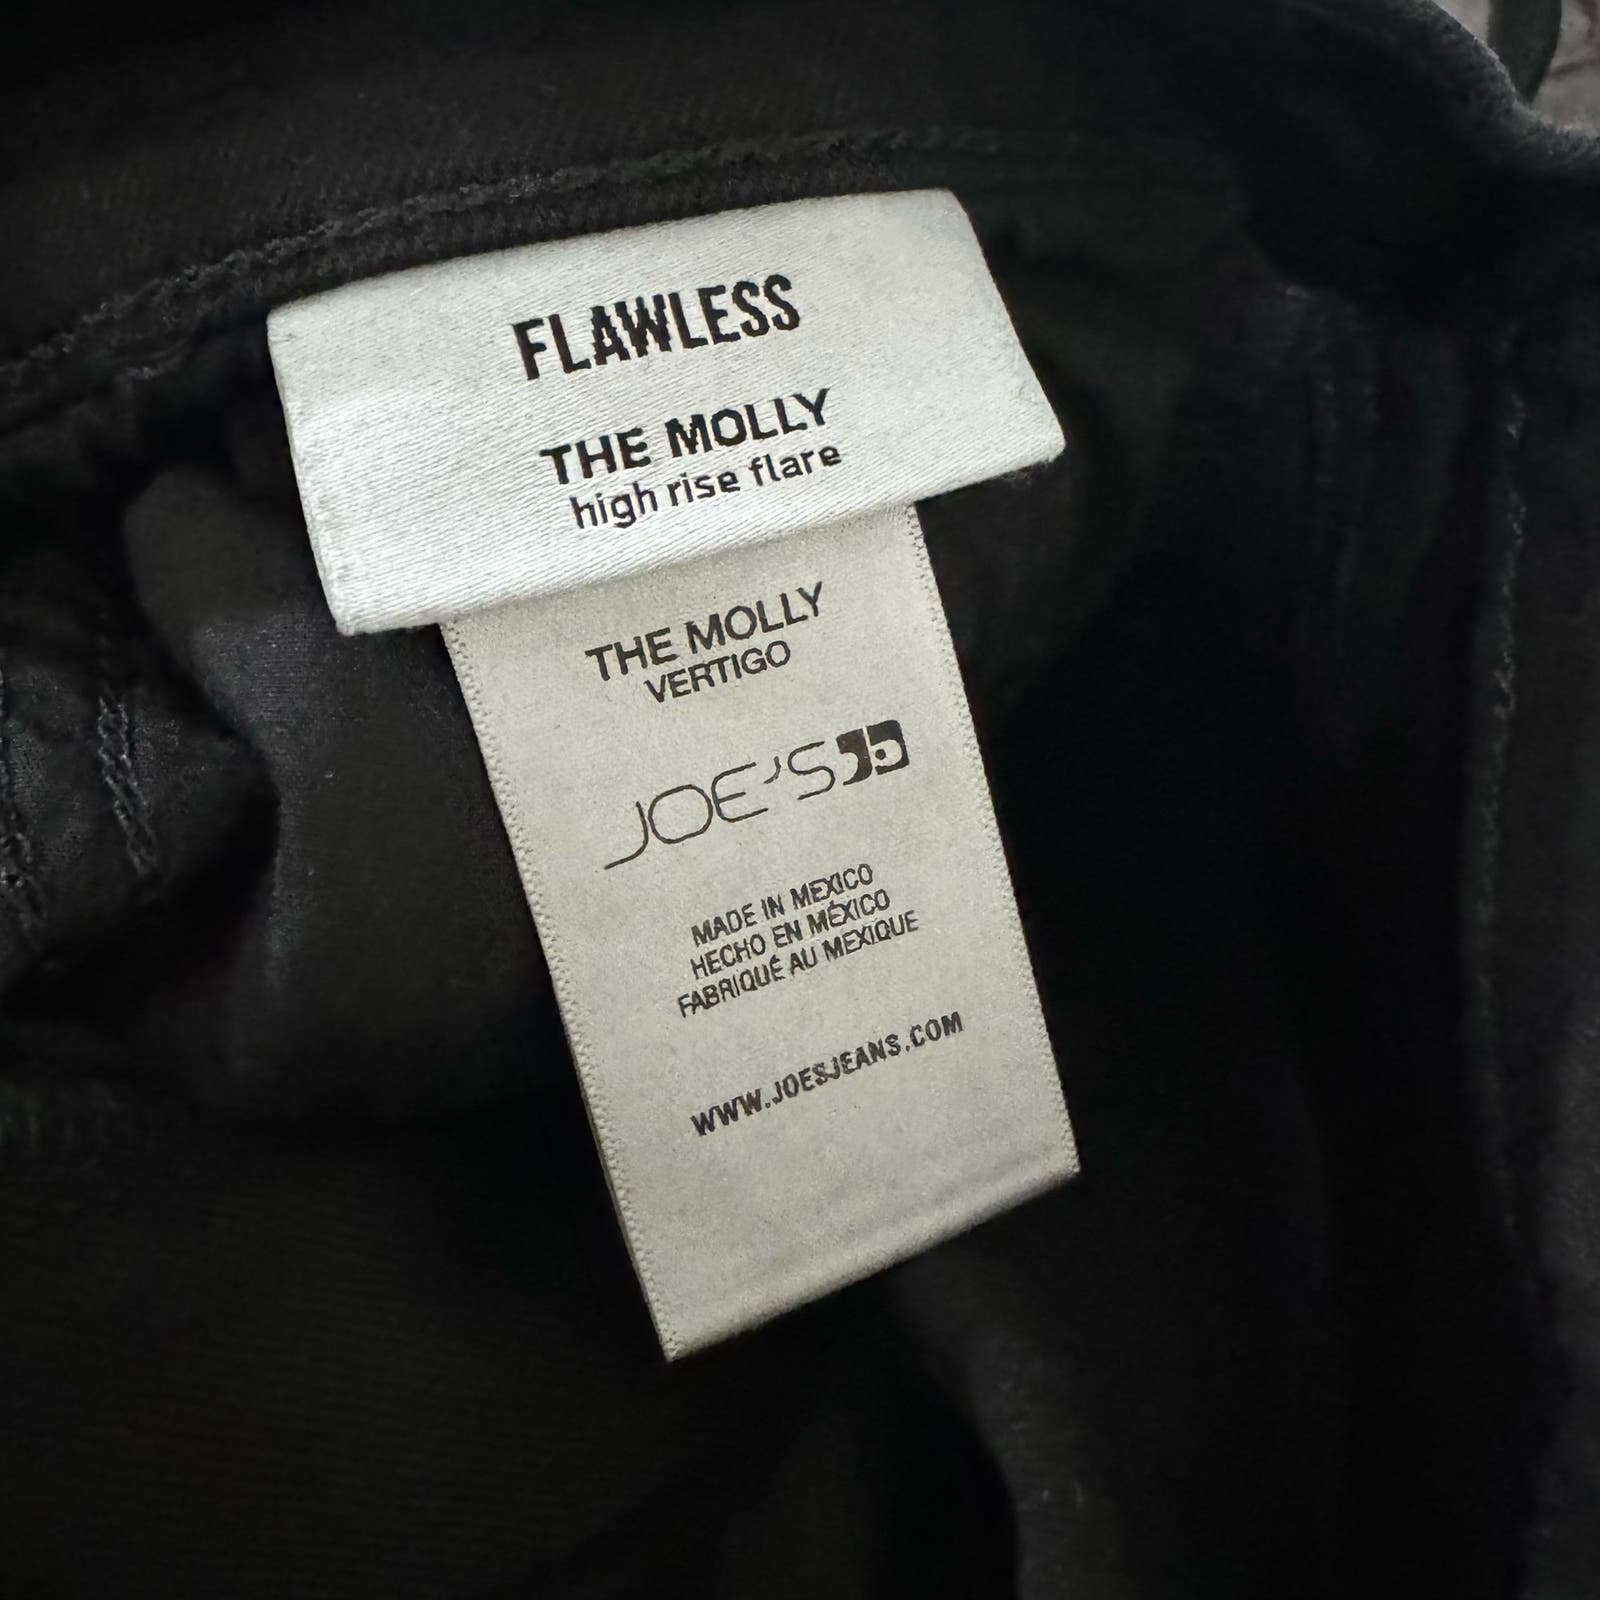 FLAWLESS
THE MOLLY
high rise flare
THE MOLLY
VERTIGO
JOE'S
MADE IN MEXICO
HECHO EN MÉXICO
FABRIQUÉ AU MEXIQUE
WWW.JOESJEANS.COM